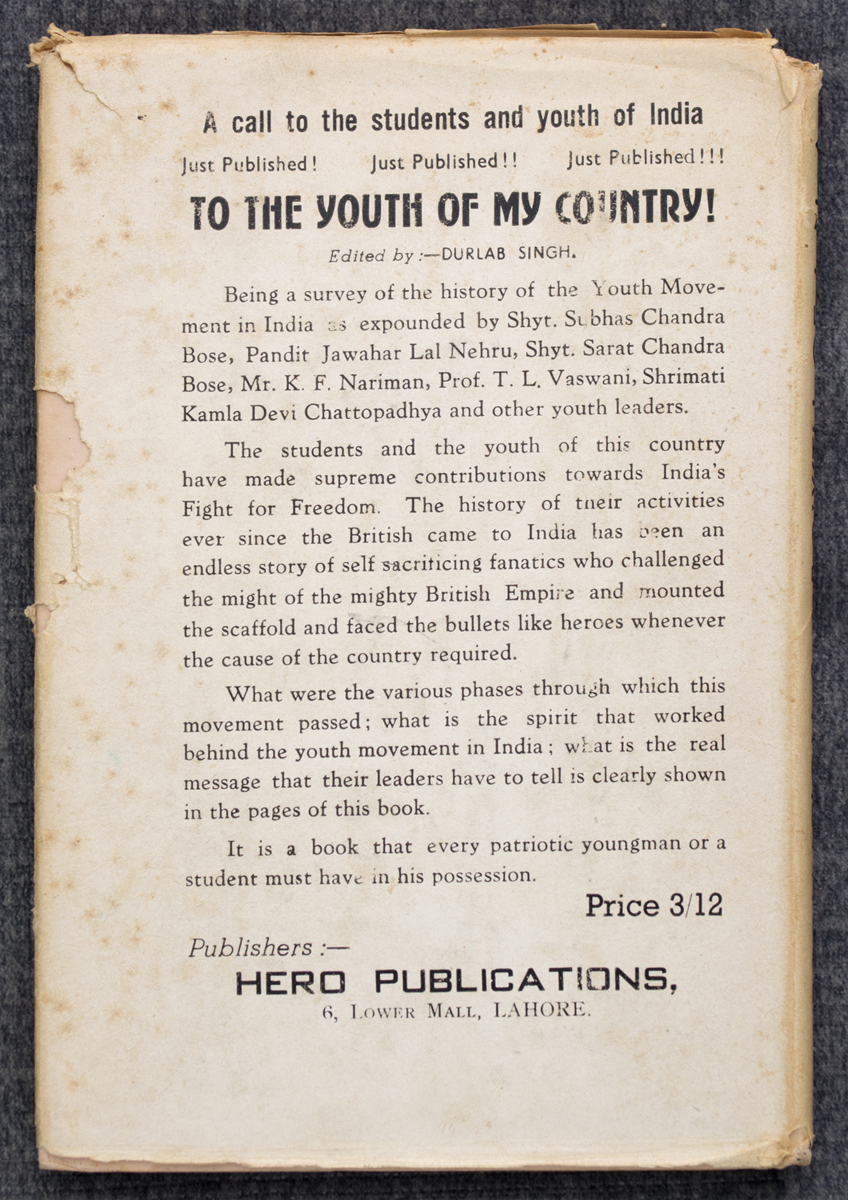 A call to the students and youth of India
Just Published! Just Published!! Just Published!!!
TO THE YOUTH OF MY COUNTRY!
Edited by :—DURLAB SINGH.
Being a survey of the history of the Youth Move-
ment in India as expounded by Shyt. Subhas Chandra
Bose, Pandit Jawahar Lal Nehru, Shyt. Sarat Chandra
Bose, Mr. K. F. Nariman, Prof. T. L. Vaswani, Shrimati
Kamla Devi Chattopadhya and other youth leaders.
The students and the youth of this country
have made supreme contributions towards India's
Fight for Freedom. The history of their activities
ever since the British came to India has been an
endless story of self sacrificing fanatics who challenged
the might of the mighty British Empire and mounted
the scaffold and faced the bullets like heroes whenever
the cause of the country required.
What were the various phases through which this
movement passed; what is the spirit that worked
behind the youth movement in India; what is the real
message that their leaders have to tell is clearly shown
in the pages of this book.
It is a book that every patriotic youngman or a
student must have in his possession.
Price 3/12
Publishers :—
HERO PUBLICATIONS,
6, LOWER MALL, LAHORE.